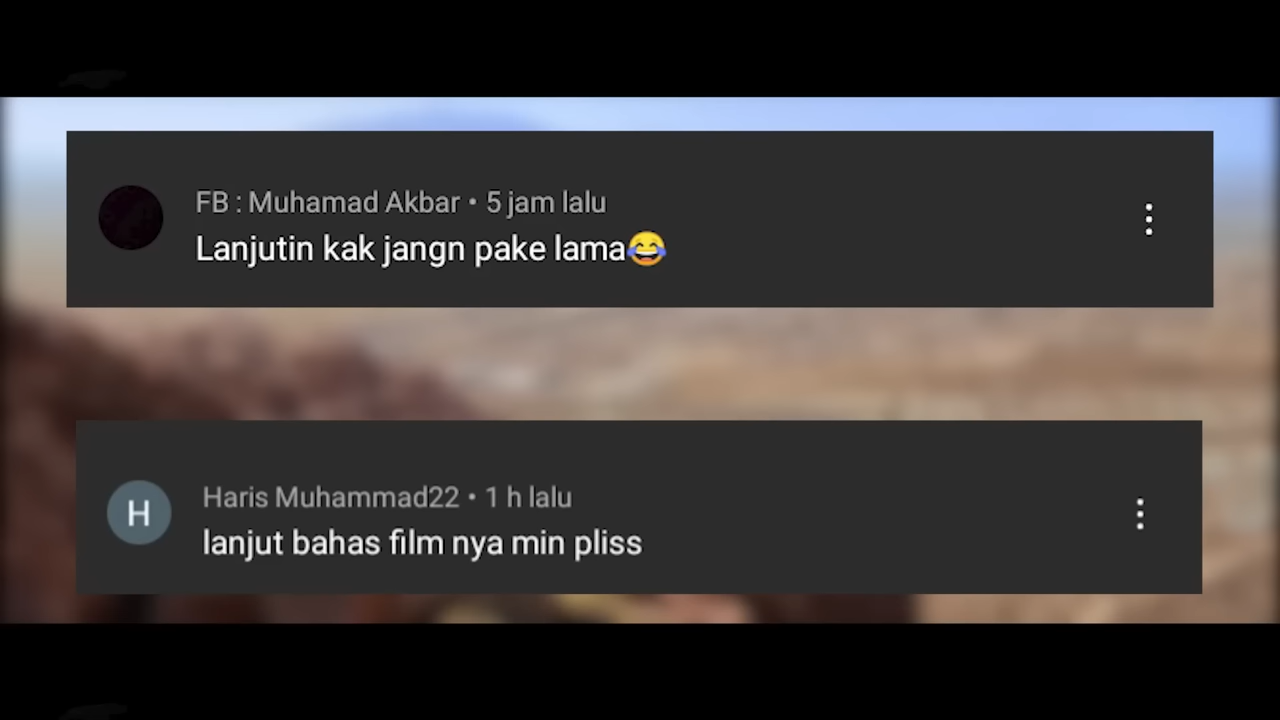 FB : Muhamad Akbar • 5 jam lalu
Lanjutin kak jangn pake lama😂
H
Haris Muhammad22 • 1 h lalu
lanjut bahas film nya min pliss